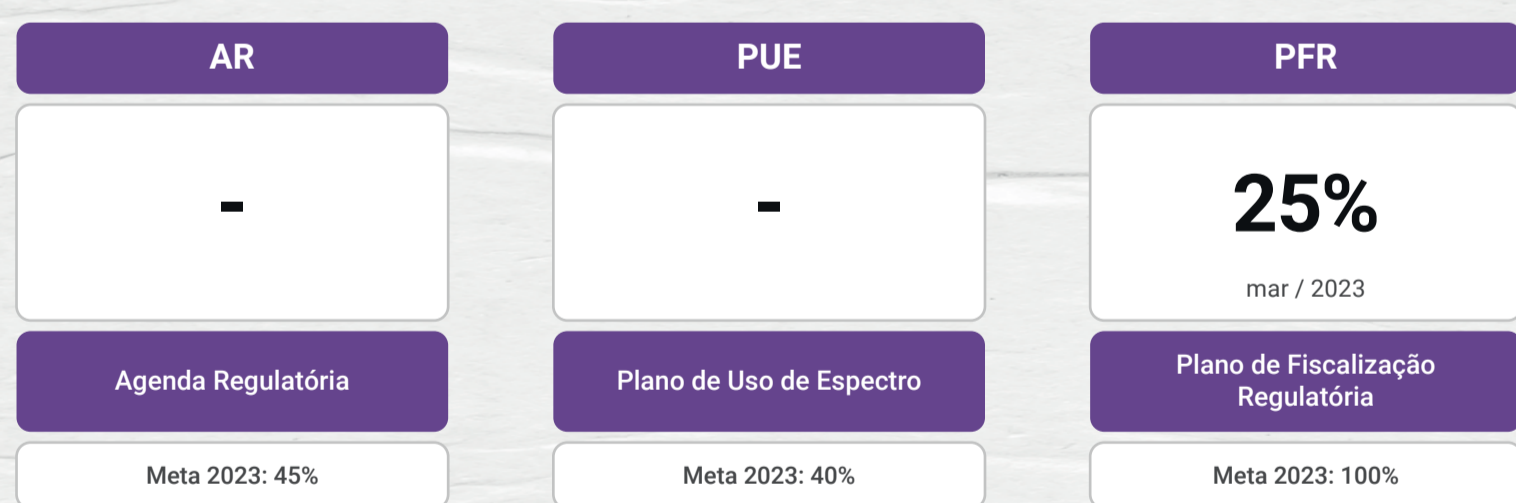 AR
-
Agenda Regulatória
Meta 2023: 45%
PUE
-
Plano de Uso de Espectro
Meta 2023: 40%
PFR
25%
mar / 2023
Plano de Fiscalização
Regulatória
Meta 2023: 100%